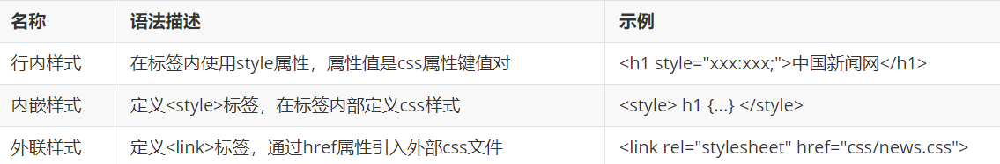 名称 语法描述 示例
行内样式 在标签内使用style属性，属性值是css属性键值对 <h1 style="xxx:xxx;">中国新闻网</h1>
内嵌样式 定义<style>标签，在标签内部定义css样式 <style> h1 {...} </style>
外联样式 定义<link>标签，通过href属性引入外部css文件 <link rel="stylesheet" href="css/news.css">